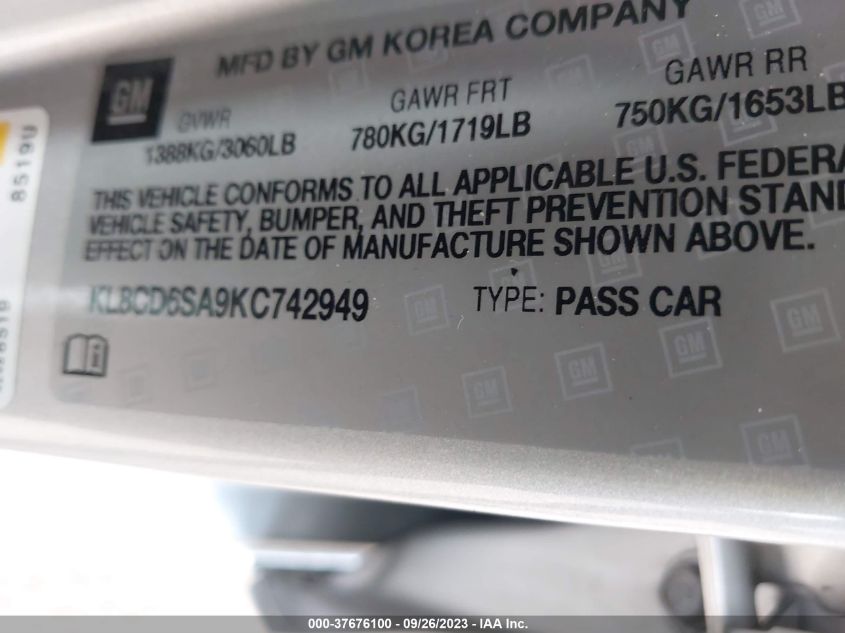 MFD BY GM KOREA COMPANY
GM
GVWR GAWR FRT GAWR RR
1388KG/3060LB 780KG/1719LB 750KG/1653LB
THIS VEHICLE CONFORMS TO ALL APPLICABLE U.S. FEDERA
VEHICLE SAFETY, BUMPER, AND THEFT PREVENTION STAND
EFFECT ON THE DATE OF MANUFACTURE SHOWN ABOVE.
KL8CD6SA9KC742949 TYPE: PASS CAR
8519U
000-37676100 - 09/26/2023 - IAA Inc.